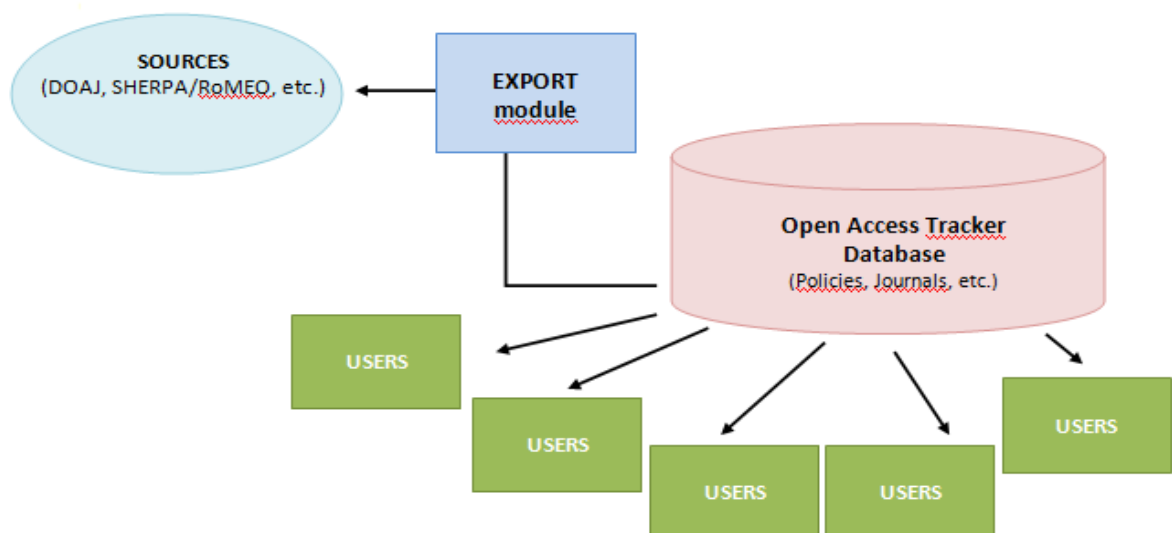 SOURCES
(DOAJ, SHERPA/RoMEO, etc.)
EXPORT
module
Open Access Tracker
Database
(Policies, Journals, etc.)
USERS
USERS
USERS
USERS
USERS